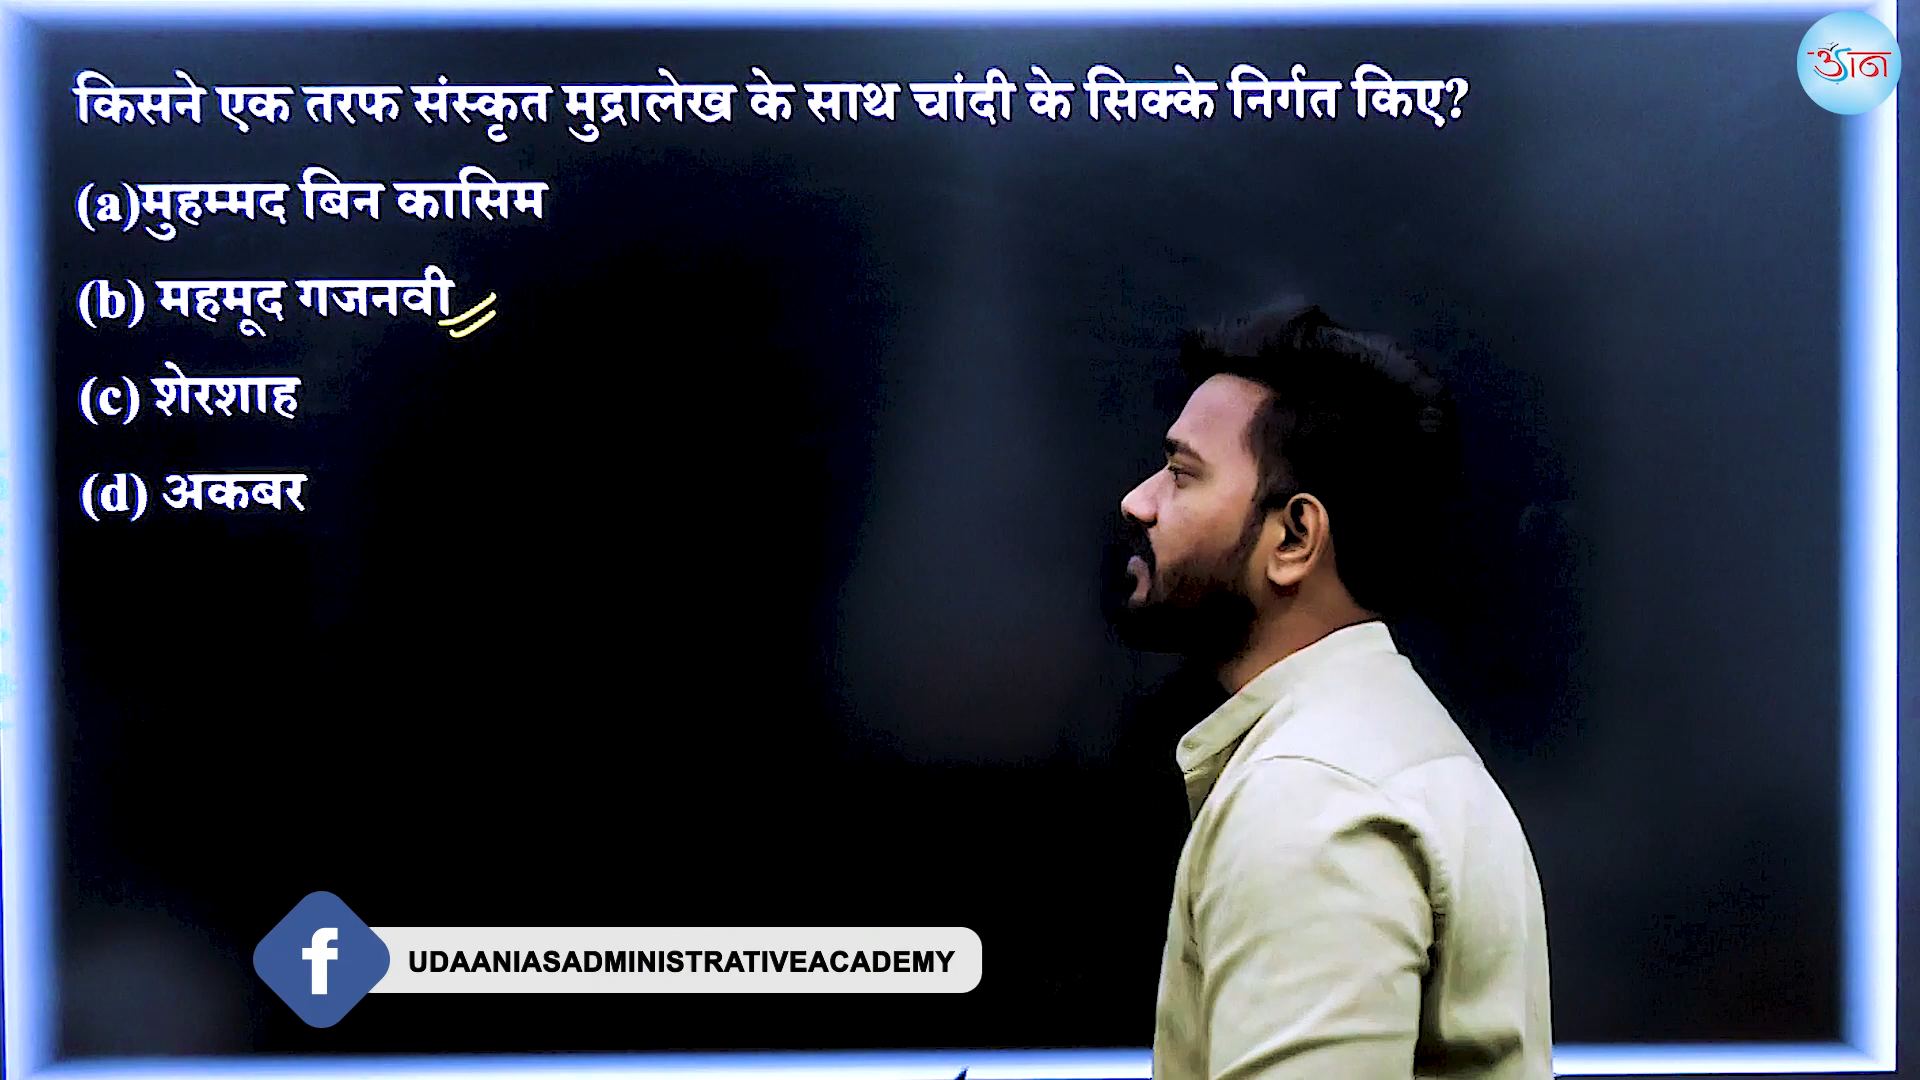 किसने एक तरफ संस्कृत मुद्रालेख के साथ चांदी के सिक्के निर्गत किए?
(a)मुहम्मद बिन कासिम
(b) महमूद गजनवी
(c) शेरशाह
(d) अकबर
f UDAANIASADMINISTRATIVEACADEMY